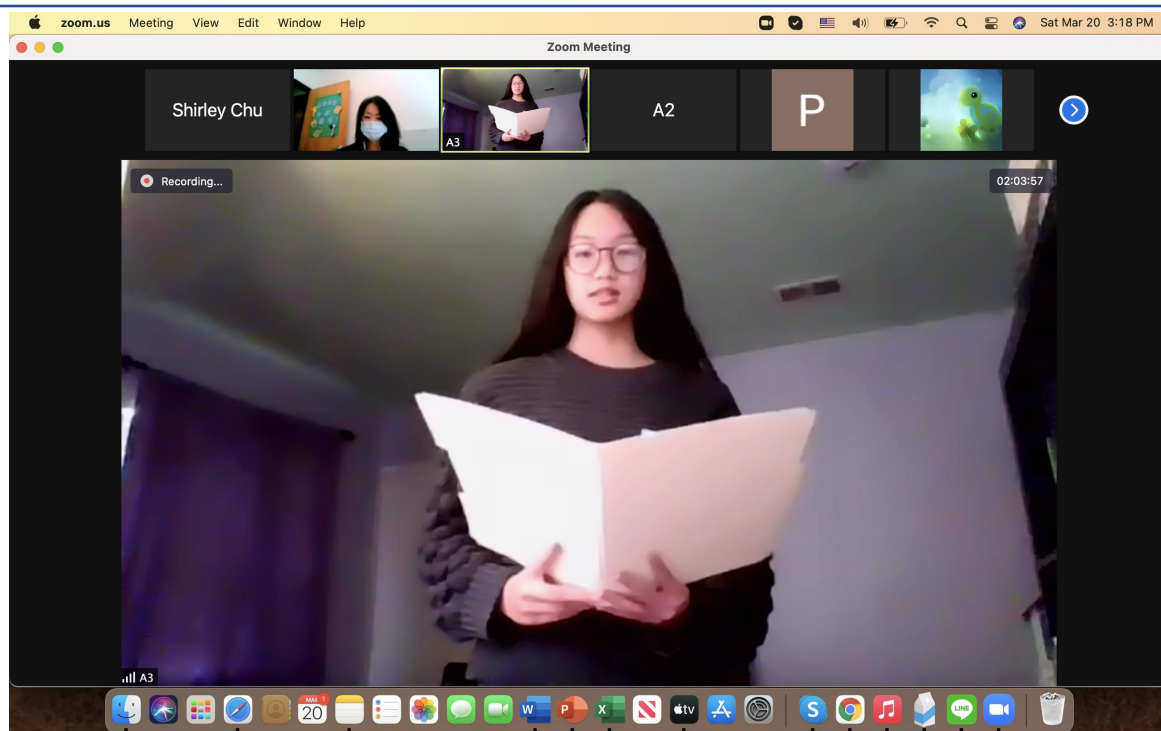 zoom.us Meeting View Edit Window Help Sat Mar 20 3:18 PM
Zoom Meeting
Shirley Chu
A3
A2
P
Recording...
02:03:57
A3
20
W
P
X
N
tv
S
LINE